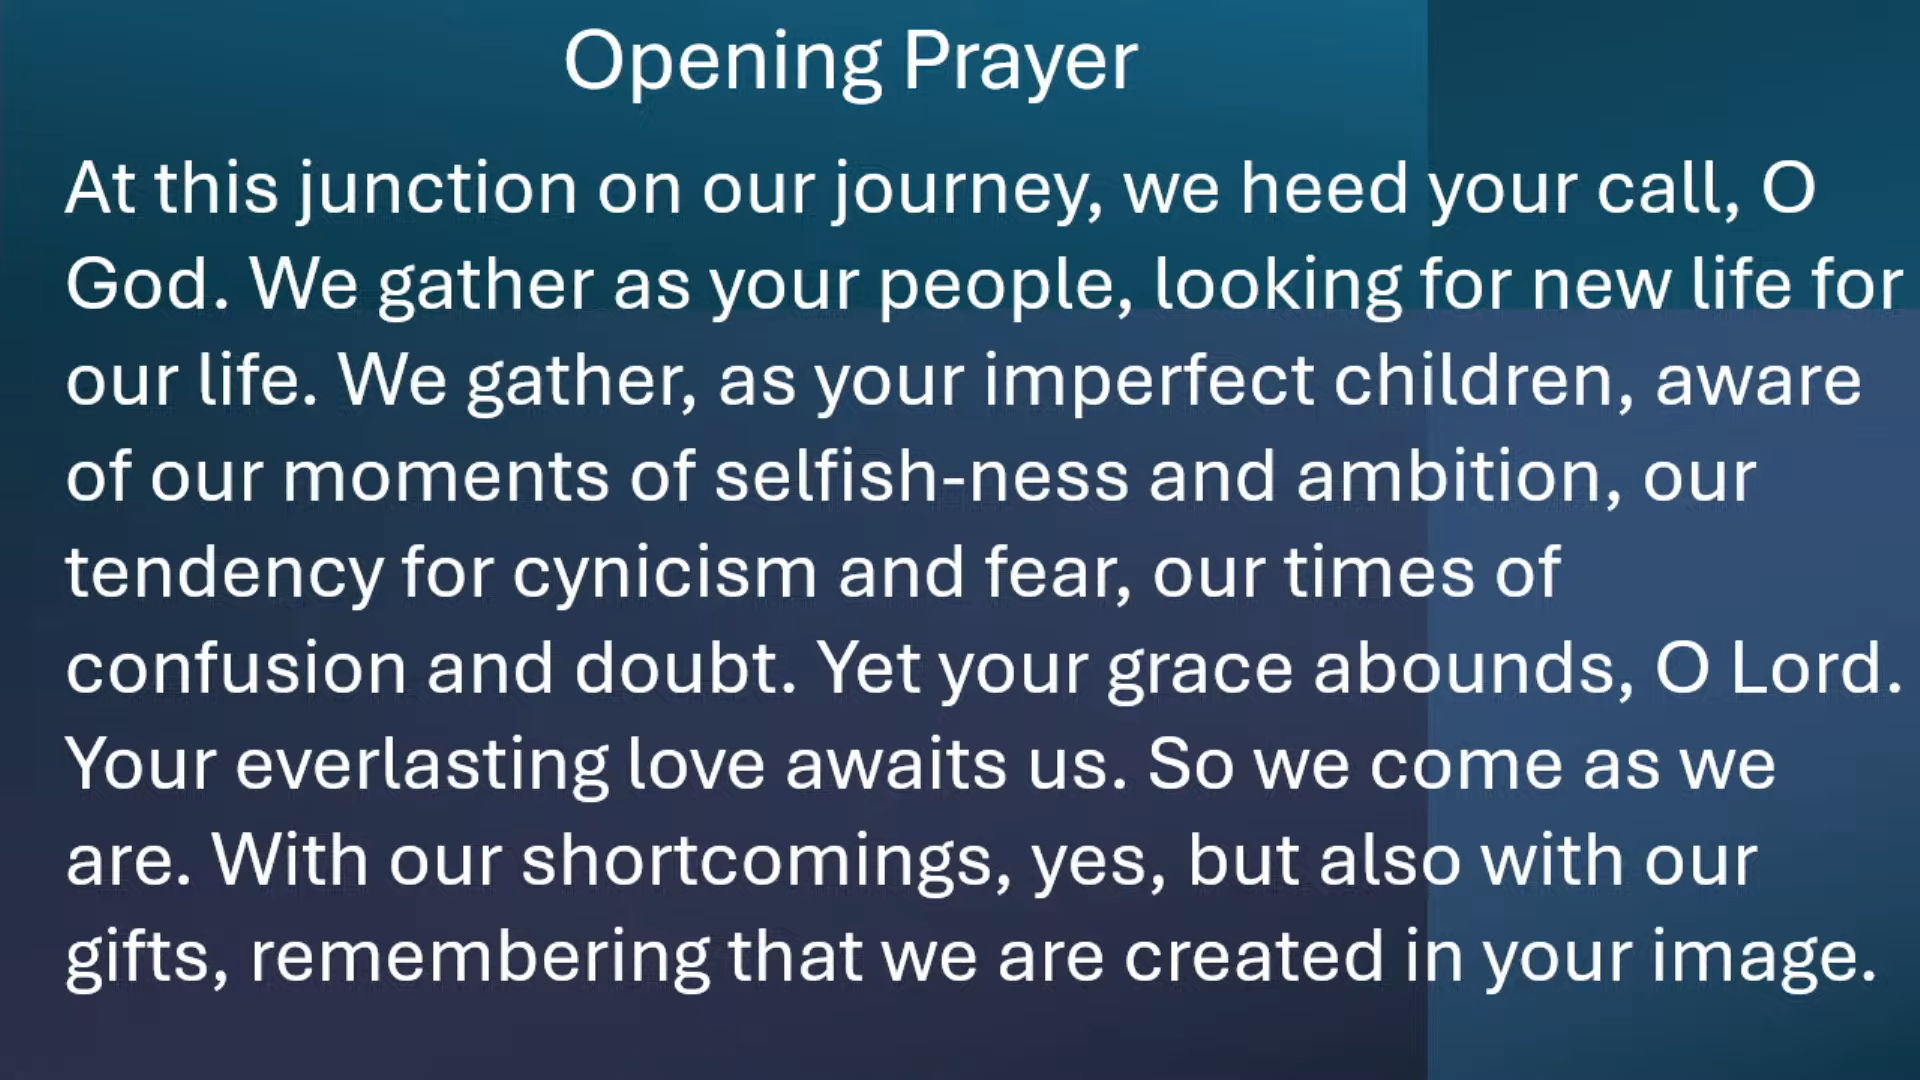 Opening Prayer
At this junction on our journey, we heed your call, O
God. We gather as your people, looking for new life for
our life. We gather, as your imperfect children, aware
of our moments of selfish-ness and ambition, our
tendency for cynicism and fear, our times of
confusion and doubt. Yet your grace abounds, O Lord.
Your everlasting love awaits us. So we come as we
are. With our shortcomings, yes, but also with our
gifts, remembering that we are created in your image.